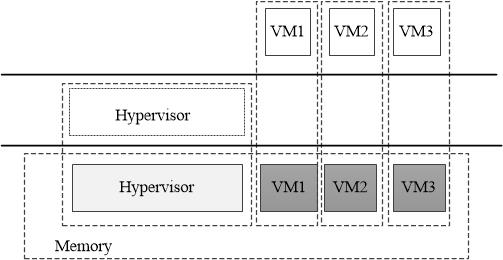 VM1 VM2 VM3
Hypervisor
Hypervisor VM1 VM2 VM3
Memory